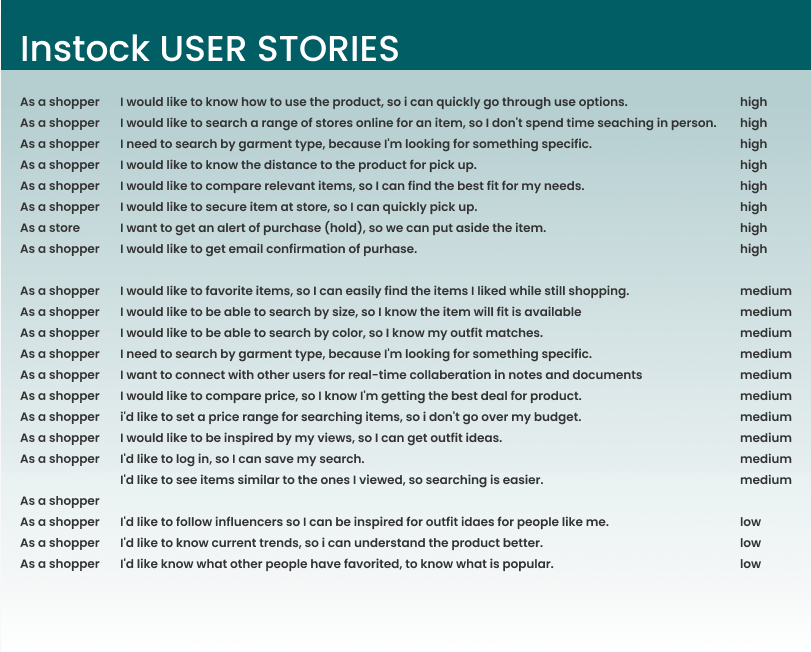 Instock USER STORIES
As a shopper I would like to know how to use the product, so i can quickly go through use options. high
As a shopper I would like to search a range of stores online for an item, so I don't spend time seaching in person. high
As a shopper I need to search by garment type, because I'm looking for something specific. high
As a shopper I would like to know the distance to the product for pick up. high
As a shopper I would like to compare relevant items, so I can find the best fit for my needs. high
As a shopper I would like to secure item at store, so I can quickly pick up. high
As a store I want to get an alert of purchase (hold), so we can put aside the item. high
As a shopper I would like to get email confirmation of purhase. high
As a shopper I would like to favorite items, so I can easily find the items I liked while still shopping. medium
As a shopper I would like to be able to search by size, so I know the item will fit is available medium
As a shopper I would like to be able to search by color, so I know my outfit matches. medium
As a shopper I need to search by garment type, because I'm looking for something specific. medium
As a shopper I want to connect with other users for real-time collaberation in notes and documents medium
As a shopper I would like to compare price, so I know I'm getting the best deal for product. medium
As a shopper i'd like to set a price range for searching items, so i don't go over my budget. medium
As a shopper I would like to be inspired by my views, so I can get outfit ideas. medium
As a shopper I'd like to log in, so I can save my search. medium
I'd like to see items similar to the ones I viewed, so searching is easier. medium
As a shopper
As a shopper I'd like to follow influencers so I can be inspired for outfit idaes for people like me. low
As a shopper I'd like to know current trends, so i can understand the product better. low
As a shopper I'd like know what other people have favorited, to know what is popular. low